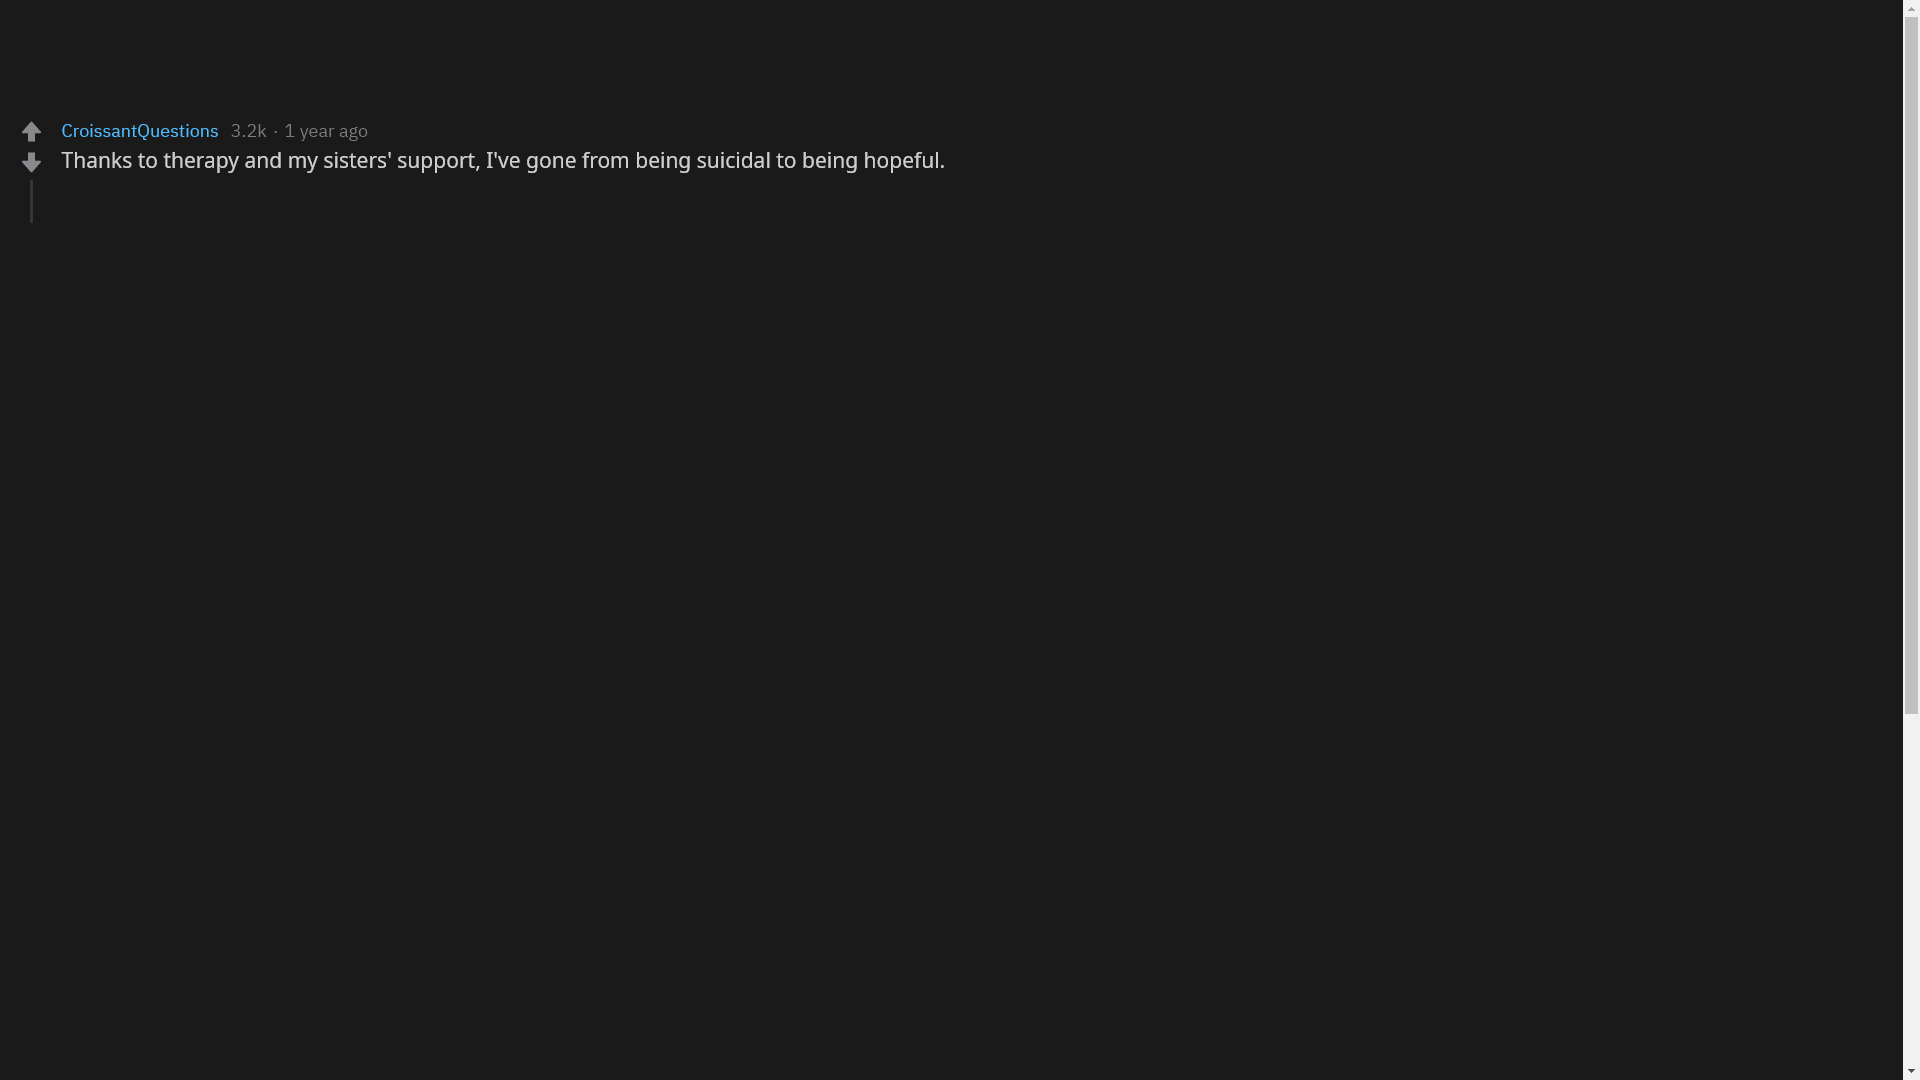 CroissantQuestions 3.2k · 1 year ago
Thanks to therapy and my sisters' support, I've gone from being suicidal to being hopeful.